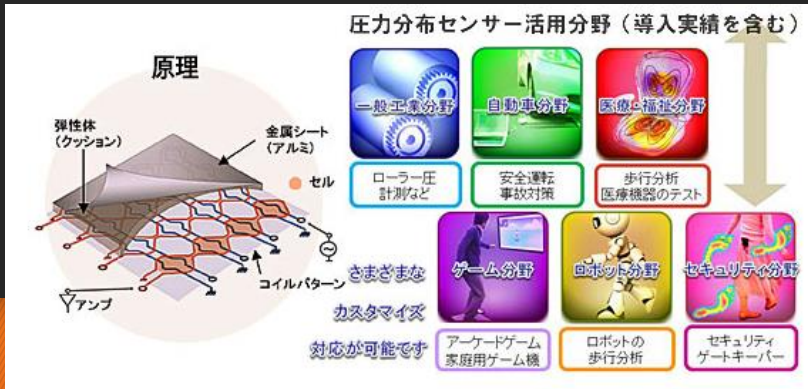 圧力分布センサー活用分野（導入実績を含む）
原理
弾性体
（クッション）
金属シート
（アルミ）
セル
コイルパターン
アンプ
一般工業分野
自動車分野
医療・福祉分野
ローラー圧
計測など
安全運転
事故対策
歩行分析
医療機器のテスト
さまざまな
カスタマイズ
対応が可能です
ゲーム分野
ロボット分野
セキュリティ分野
アーケードゲーム
家庭用ゲーム機
ロボットの
歩行分析
セキュリティ
ゲートキーパー